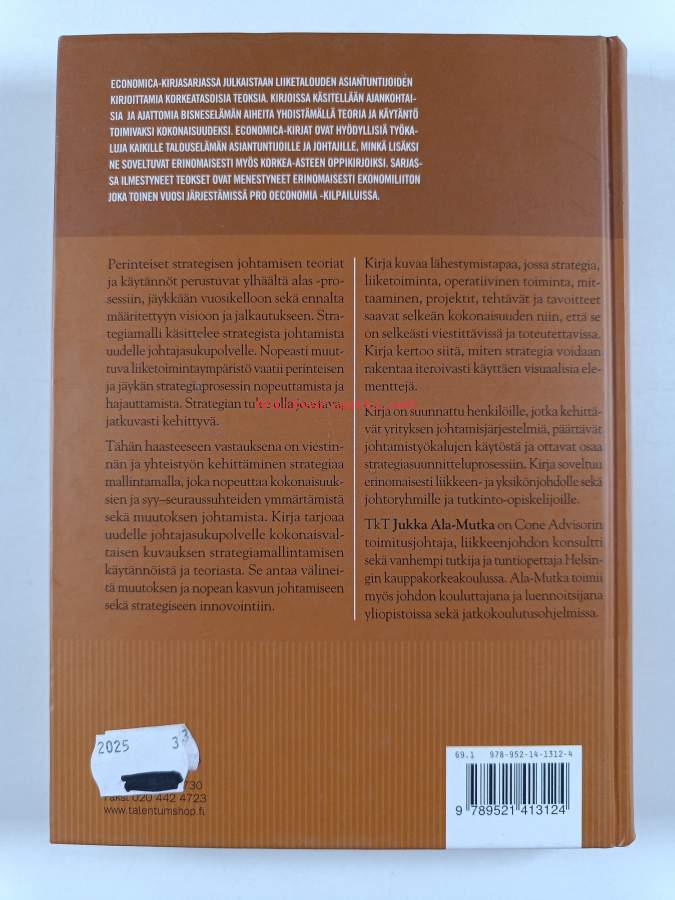 ECONOMICA-KIRJASARJASSA JULKAISTAAN LIIKETALOUDEN ASIANTUNTIJOIDEN
KIRJOITTAMIA KORKEATASOISIA TEOKSIA. KIRJOISSA KÄSITELLÄÄN AJANKOHTAI-
SIA JA AJATTOMIA BISNESELÄMÄN AIHEITA YHDISTÄMÄLLÄ TEORIA JA KÄYTÄNTÖ
TOIMIVAKSI KOKONAISUUDEKSI. ECONOMICA-KIRJAT OVAT HYÖDYLLISIÄ TYÖKA-
LUJA KAIKILLE TALOUSELÄMÄN ASIANTUNTIJOILLE JA JOHTAJILLE, MINKÄ LISÄKSI
NE SOVELTUVAT ERINOMAISESTI MYÖS KORKEA-ASTEEN OPPIKIRJOIKSI. SARJAS-
SA ILMESTYNEET TEOKSET OVAT MENESTYNEET ERINOMAISESTI EKONOMILIITON
JOKA TOINEN VUOSI JÄRJESTÄMISSÄ PRO OECONOMIA -KILPAILUISSA.
Perinteiset strategisen johtamisen teoriat
ja käytännöt perustuvat ylhäältä alas -pro-
sessiin, jäykkään vuosikelloon sekä ennalta
määritettyyn visioon ja jalkautukseen. Stra-
tegiamalli käsittelee strategista johtamista
uudelle johtajasukupolvelle. Nopeasti muut-
tuva liiketoimintaympäristö vaatii perinteisen
ja jäykän strategiaprosessin nopeuttamista ja
hajauttamista. Strategian tulee olla joustava ja
jatkuvasti kehittyvä.
Tähän haasteeseen vastauksena on viestin-
nän ja yhteistyön kehittäminen strategiaa
mallintamalla, joka nopeuttaa kokonaisuuk-
sien ja syy–seuraussuhteiden ymmärtämistä
sekä muutoksen johtamista. Kirja tarjoaa
uudelle johtajasukupolvelle kokonaisval-
taisen kuvauksen strategiamallintamisen
käytännöistä ja teoriasta. Se antaa välinei-
tä muutoksen ja nopean kasvun johtamiseen
sekä strategiseen innovointiin.
Kirja kuvaa lähestymistapaa, jossa strategia,
liiketoiminta, operatiivinen toiminta, mit-
taaminen, projektit, tehtävät ja tavoitteet
saavat selkeän kokonaisuuden niin, että se
on selkeästi viestittävissä ja toteutettavissa.
Kirja kertoo siitä, miten strategia voidaan
rakentaa iteroivasti käyttäen visuaalisia ele-
menttejä.
Kirja on suunnattu henkilöille, jotka kehittä-
vät yrityksen johtamisjärjestelmiä, päättävät
johtamistyökalujen käytöstä ja ottavat osaa
strategiasuunnitteluprosessiin. Kirja soveltuu
erinomaisesti liikkeen- ja yksikönjohdolle sekä
johtoryhmille ja tutkinto-opiskelijoille.
TkT Jukka Ala-Mutka on Cone Advisorin
toimitusjohtaja, liikkeenjohdon konsultti
sekä vanhempi tutkija ja tuntiopettaja Helsin-
gin kauppakorkeakoulussa. Ala-Mutka toimii
myös johdon kouluttajana ja luennoitsijana
yliopistoissa sekä jatkokoulutusohjelmissa.
2025 33
730
Faksi 020 442 4723
www.talentumshop.fi
69.1 978-952-14-1312-4
9 789521 413124